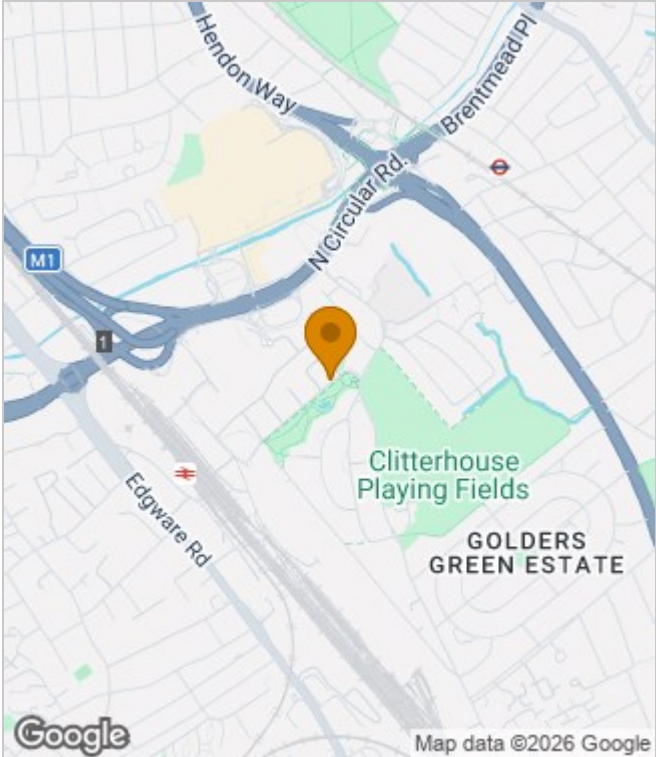 Hendon Way
Brentmead Pl
N Circular Rd.
M1
1
Clitterhouse
Playing Fields
Edgware Rd
GOLDERS
GREEN ESTATE
Google
Map data ©2026 Google